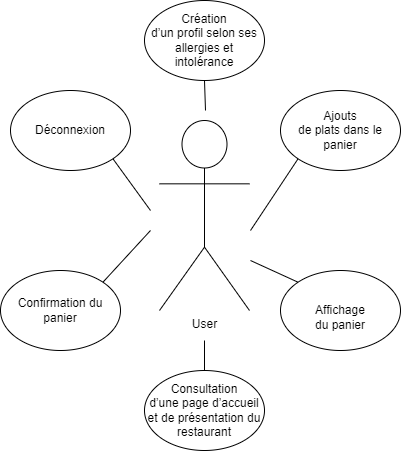 Création
d'un profil selon ses
allergies et
intolérance
Déconnexion
Ajouts
de plats dans le
panier
Confirmation du
panier
Affichage
du panier
User
Consultation
d'une page d'accueil
et de présentation du
restaurant